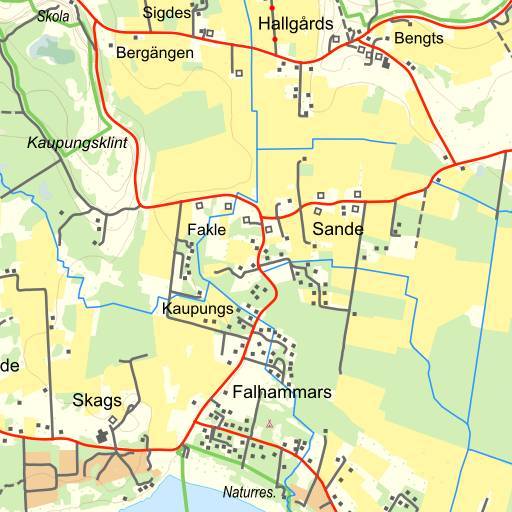 Skola
Sigdes
Hallgårds
Bengts
Bergängen
Kaupungsklint
Fakle
Sande
Kaupungs
de
Skags
Falhammars
Naturres.